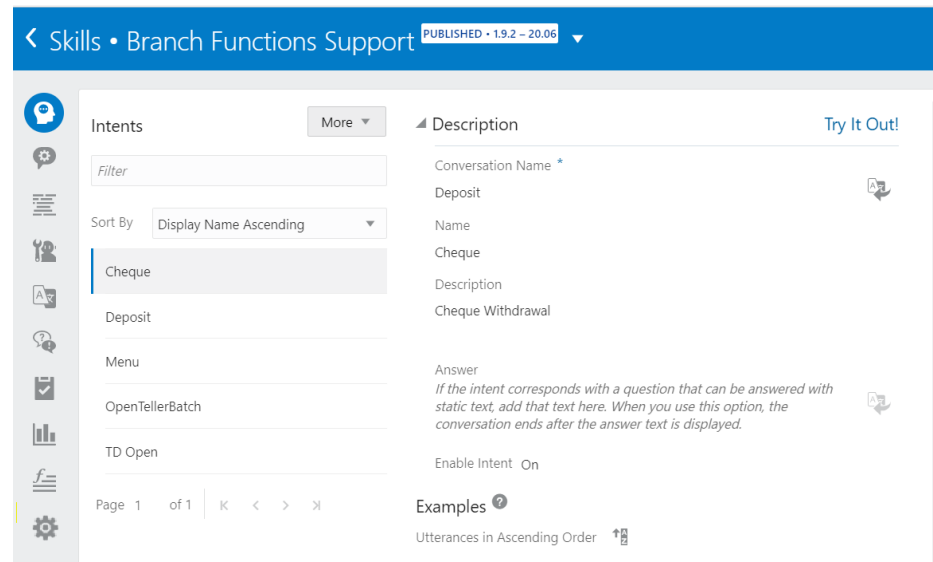 Skills • Branch Functions Support PUBLISHED • 1.9.2 – 20.06
Intents
More
Filter
Sort By Display Name Ascending
Cheque
Deposit
Menu
OpenTellerBatch
TD Open
Page 1 of 1
Description
Try It Out!
Conversation Name *
Deposit
Name
Cheque
Description
Cheque Withdrawal
Answer
If the intent corresponds with a question that can be answered with
static text, add that text here. When you use this option, the
conversation ends after the answer text is displayed.
Enable Intent On
Examples ?
Utterances in Ascending Order